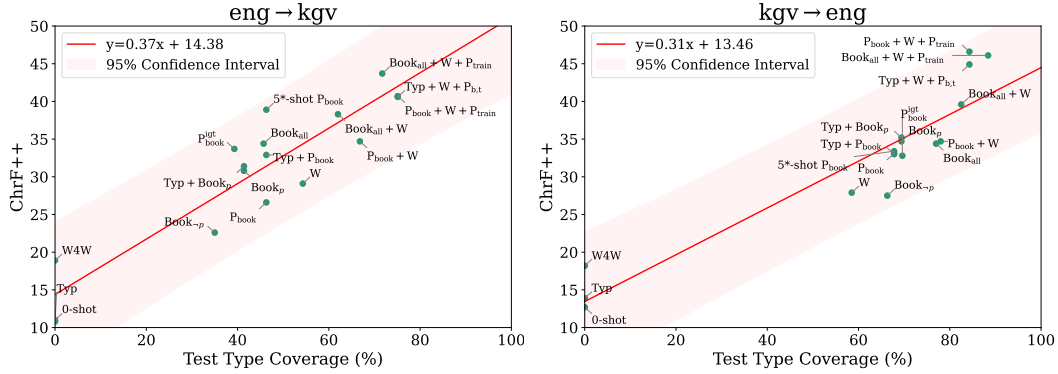 eng→kgv
y=0.37x + 14.38
95% Confidence Interval
ChrF++
50
45
40
35
30
25
20
15
10
Book_all + W + P_train
Typ + W + P_b,t
5*-shot P_book
P_book + W + P_train
Book_all + W
P_book^igt
Book_all
P_book + W
Typ + P_book
Typ + Book_p
Book_p
W
P_book
Book_¬p
W4W
Typ
0-shot
0 20 40 60 80 100
Test Type Coverage (%)
kgv→eng
y=0.31x + 13.46
95% Confidence Interval
ChrF++
50
45
40
35
30
25
20
15
10
P_book + W + P_train
Book_all + W + P_train
Typ + W + P_b,t
Book_all + W
P_book^igt
Typ + Book_p
Book_p
Typ + P_book
P_book + W
5*-shot P_book
P_book
Book_all
W
Book_¬p
W4W
Typ
0-shot
0 20 40 60 80 100
Test Type Coverage (%)